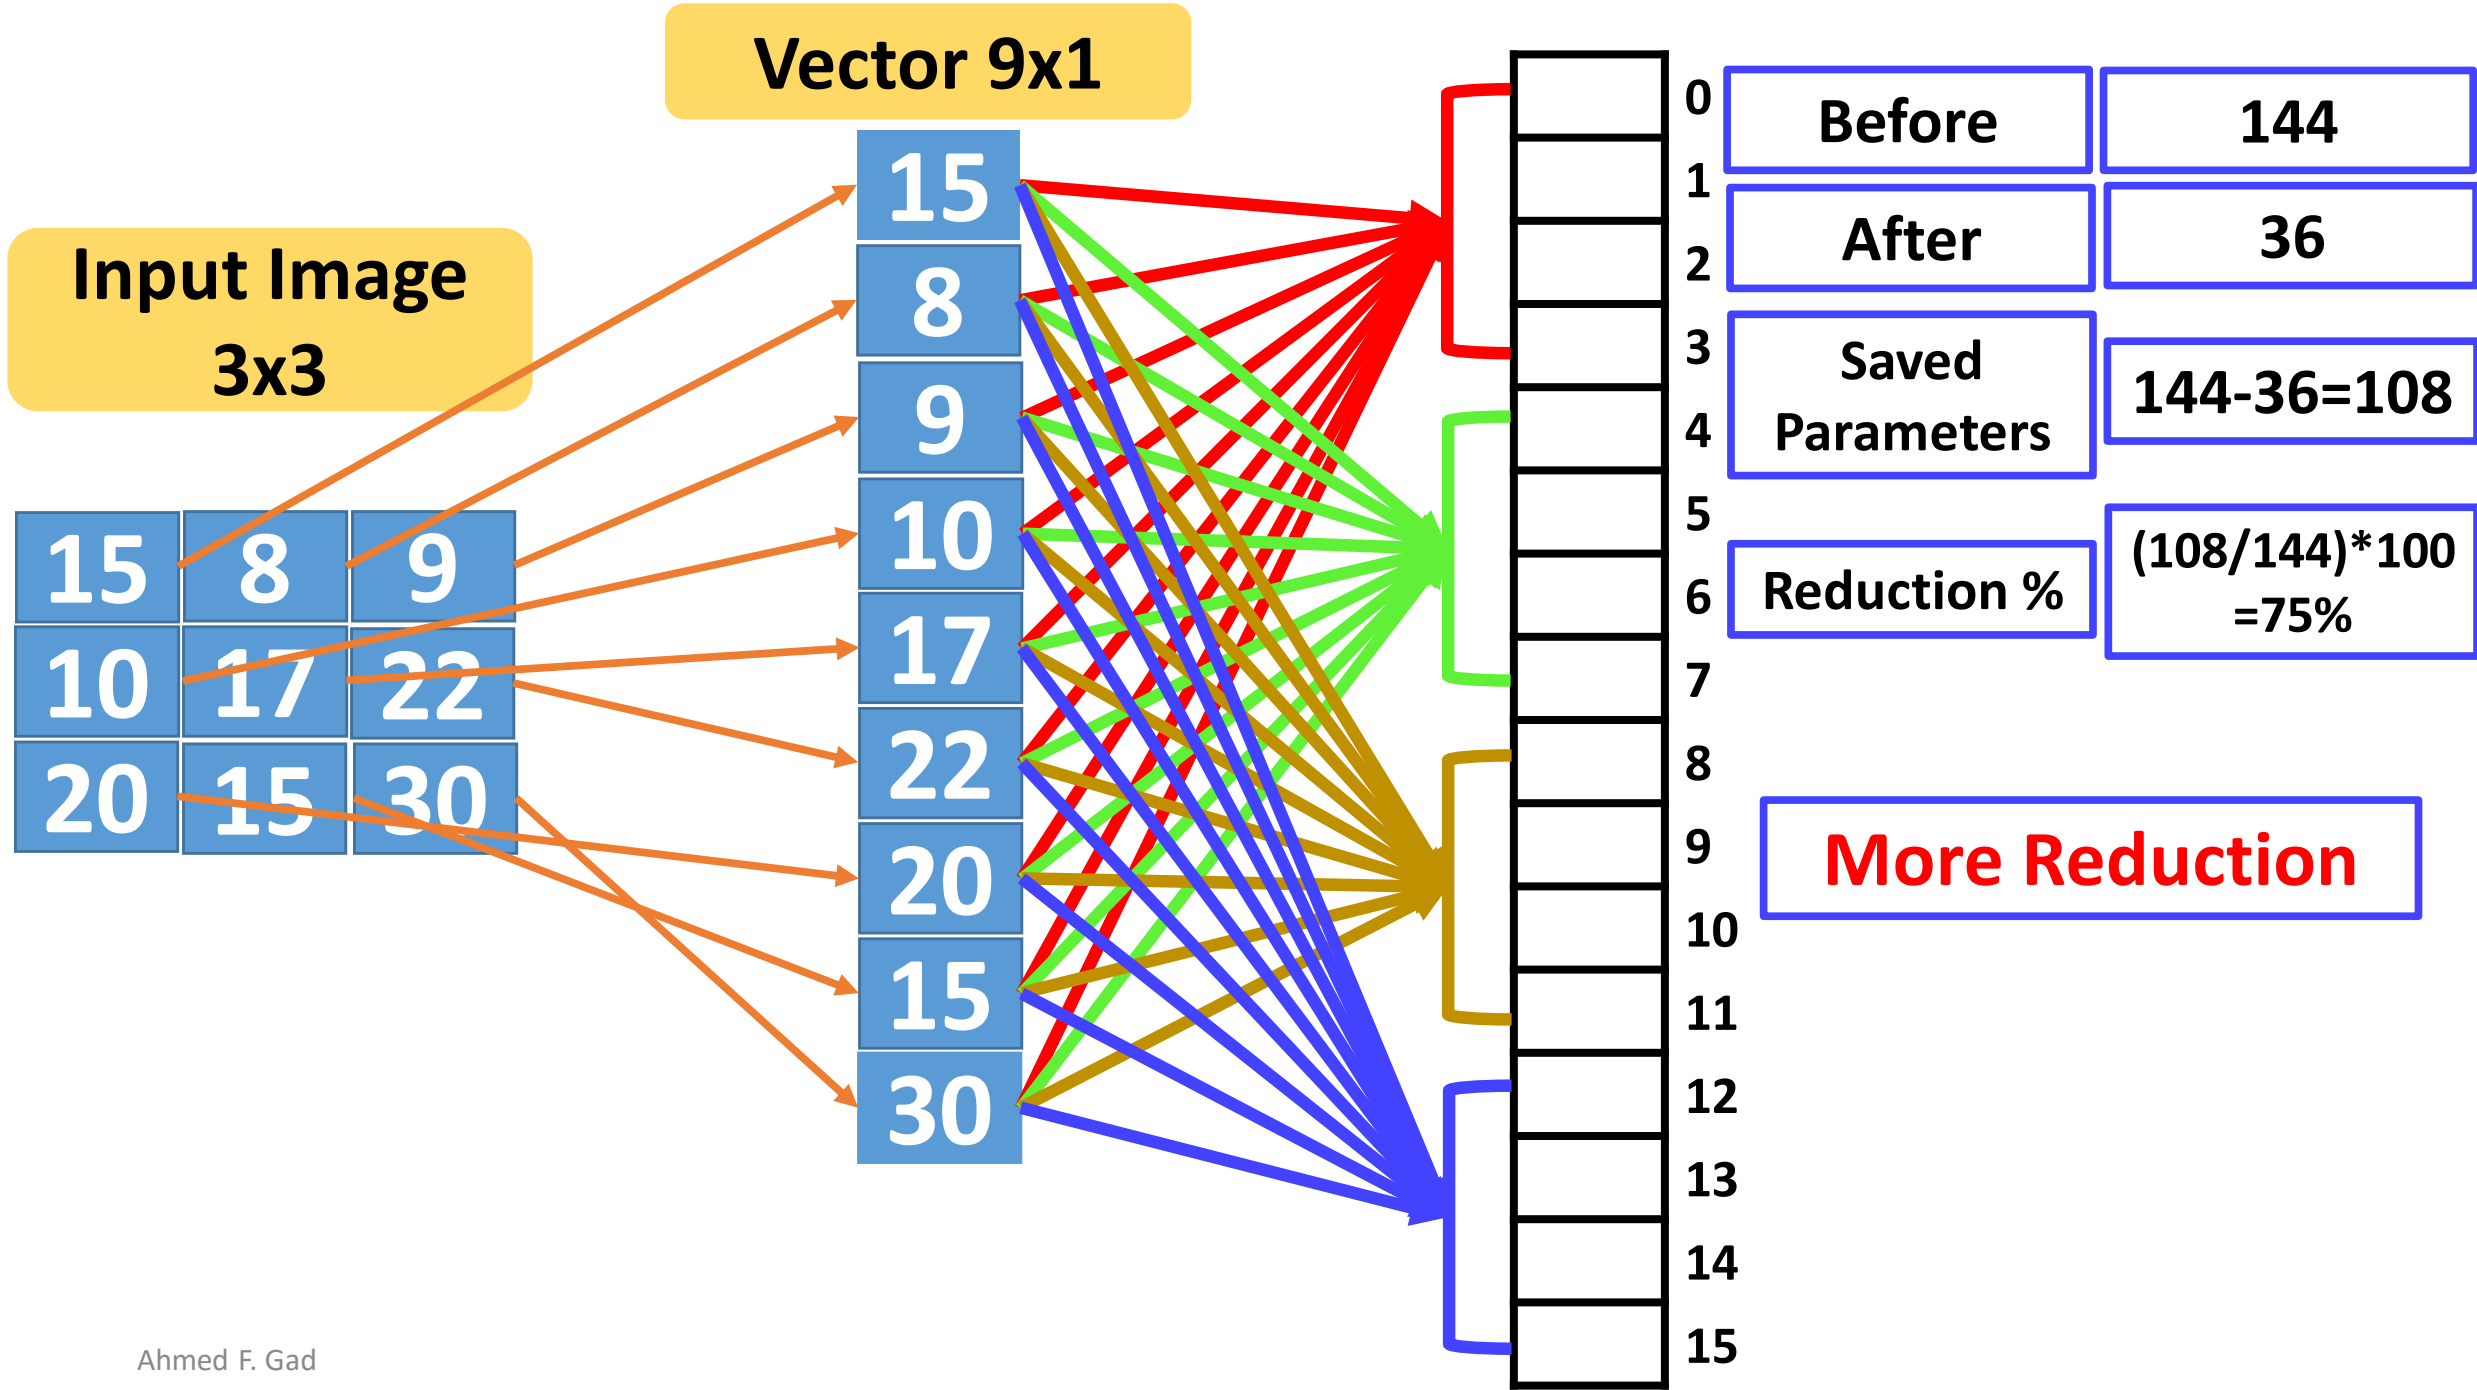 Vector 9x1
Input Image
3x3
15 8 9
10 17 22
20 15 30
15
8
9
10
17
22
20
15
30
0
1
2
3
4
5
6
7
8
9
10
11
12
13
14
15
Before 144
After 36
Saved
Parameters
144-36=108
Reduction %
(108/144)*100
=75%
More Reduction
Ahmed F. Gad